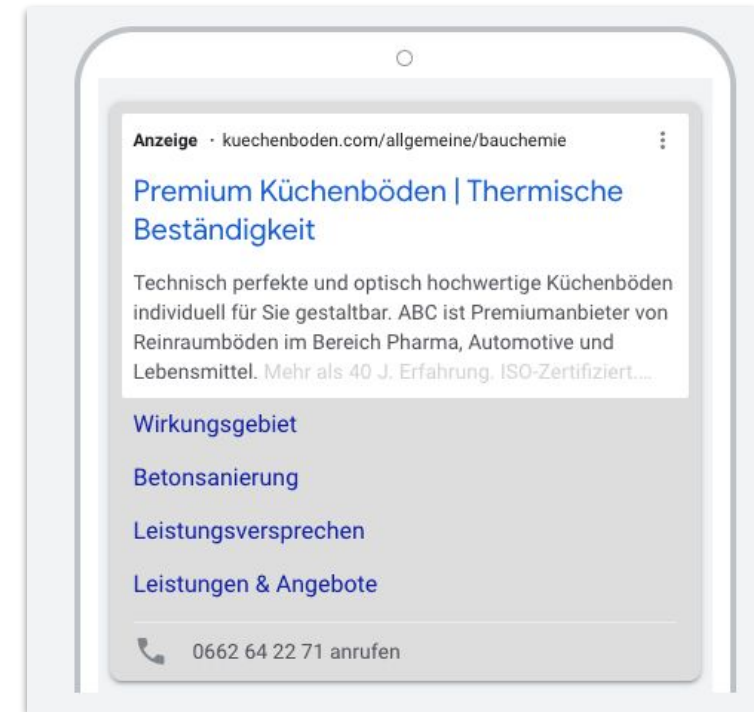 Anzeige · kuechenboden.com/allgemeine/bauchemie
Premium Küchenböden | Thermische
Beständigkeit
Technisch perfekte und optisch hochwertige Küchenböden
individuell für Sie gestaltbar. ABC ist Premiumanbieter von
Reinraumböden im Bereich Pharma, Automotive und
Lebensmittel. Mehr als 40 J. Erfahrung. ISO-Zertifiziert....
Wirkungsgebiet
Betonsanierung
Leistungsversprechen
Leistungen & Angebote
0662 64 22 71 anrufen